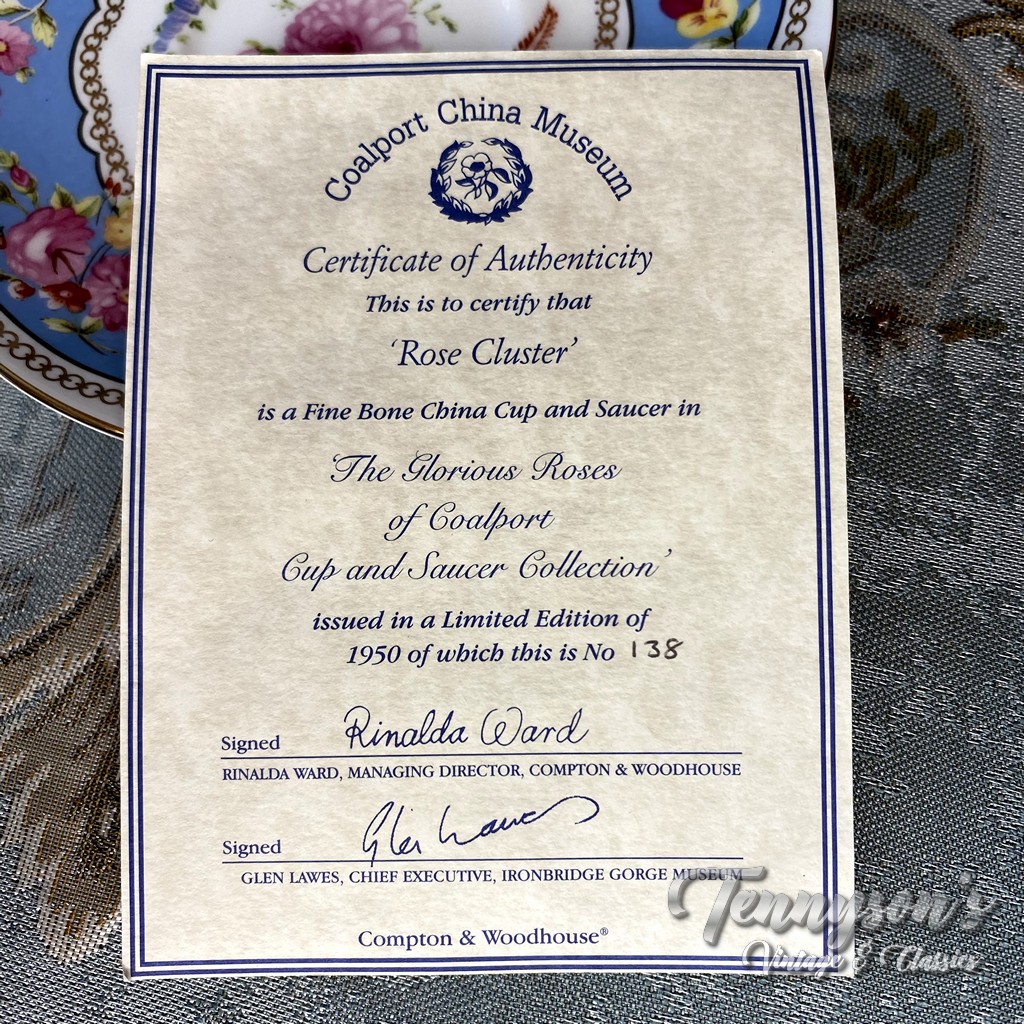 Coalport China Museum
Certificate of Authenticity
This is to certify that
'Rose Cluster'
is a Fine Bone China Cup and Saucer in
'The Glorious Roses
of Coalport
Cup and Saucer Collection'
issued in a Limited Edition of
1950 of which this is No 138
Signed Rinalda Ward
RINALDA WARD, MANAGING DIRECTOR, COMPTON & WOODHOUSE
Signed Glen Lawes
GLEN LAWES, CHIEF EXECUTIVE, IRONBRIDGE GORGE MUSEUM
Compton & Woodhouse®
Tennyson's
Vintage & Classics